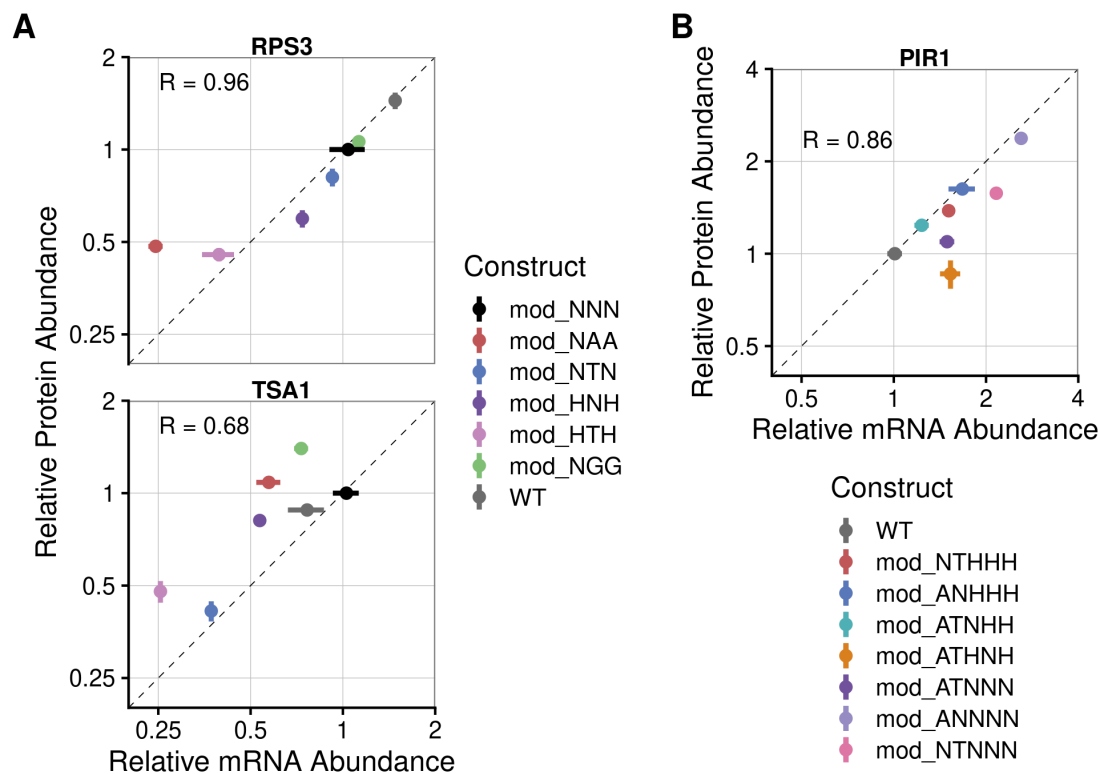 A
RPS3
R = 0.96
2
1
0.5
0.25
TSA1
R = 0.68
2
1
0.5
0.25
0.25
0.5
1
2
Relative Protein Abundance
Relative mRNA Abundance
Construct
mod_NNN
mod_NAA
mod_NTN
mod_HNH
mod_HTH
mod_NGG
WT
B
PIR1
R = 0.86
4
2
1
0.5
0.5
1
2
4
Relative Protein Abundance
Relative mRNA Abundance
Construct
WT
mod_NTHHH
mod_ANHHH
mod_ATNHH
mod_ATHNH
mod_ATNNN
mod_ANNNN
mod_NTNNN